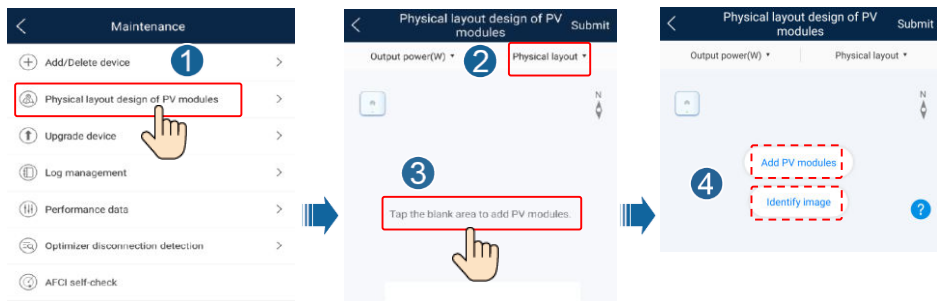 Maintenance
1
Add/Delete device
Physical layout design of PV modules
Upgrade device
Log management
Performance data
Optimizer disconnection detection
AFCI self-check
Physical layout design of PV
modules
Submit
Output power(W)
2
Physical layout
N
3
Tap the blank area to add PV modules.
Physical layout design of PV
modules
Submit
Output power(W)
Physical layout
N
4
Add PV modules
Identify image
?